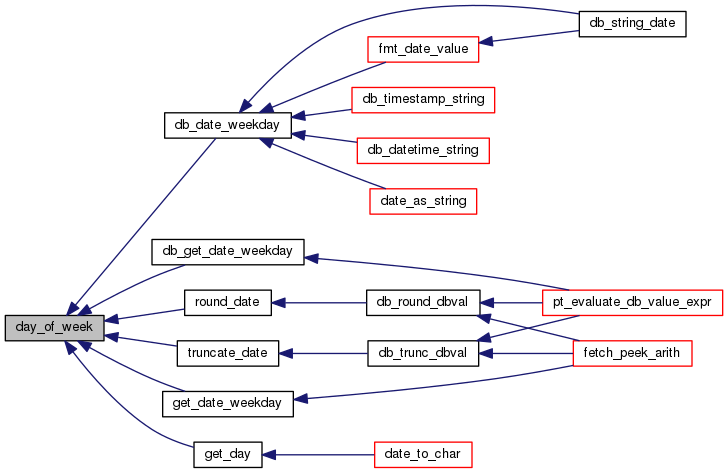 db_string_date
fmt_date_value
db_timestamp_string
db_date_weekday
db_datetime_string
date_as_string
db_get_date_weekday
round_date
db_round_dbval
pt_evaluate_db_value_expr
day_of_week
truncate_date
db_trunc_dbval
fetch_peek_arith
get_date_weekday
get_day
date_to_char